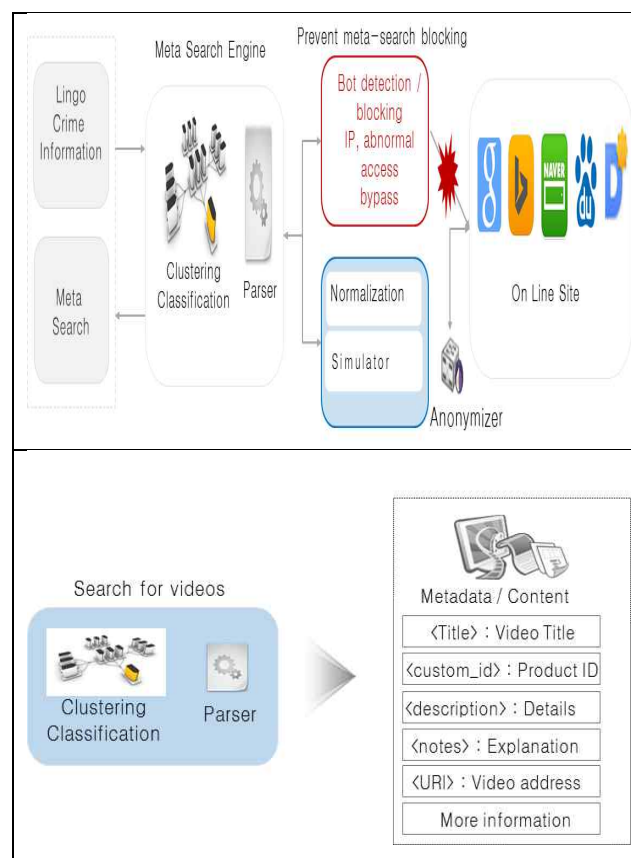 Prevent meta-search blocking
Meta Search Engine
Lingo
Crime
Information
Meta
Search
Clustering
Classification
Parser
Bot detection /
blocking
IP, abnormal
access
bypass
Normalization
Simulator
Anonymizer
g
b
NAVER
du
D
On Line Site
Search for videos
Clustering
Classification
Parser
Metadata / Content
<Title> : Video Title
<custom_id> : Product ID
<description> : Details
<notes> : Explanation
<URI> : Video address
More information